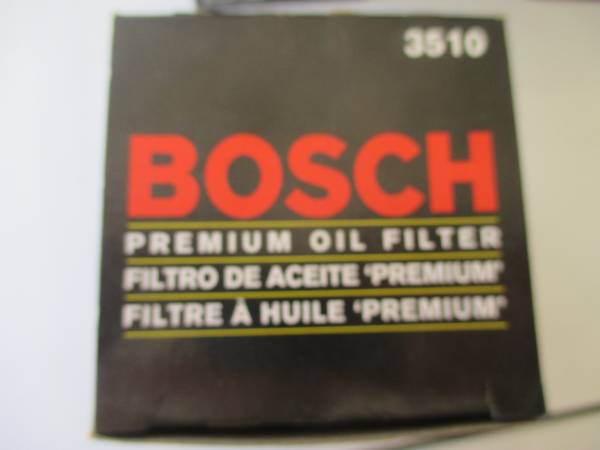 3510
BOSCH
PREMIUM OIL FILTER
FILTRO DE ACEITE "PREMIUM"
FILTRE À HUILE "PREMIUM"